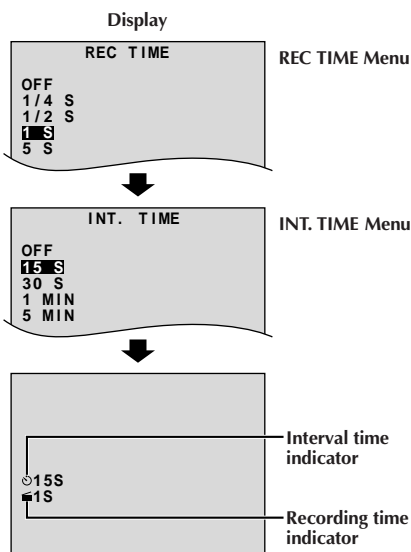 Display
REC TIME
REC TIME Menu
OFF
1/4 S
1/2 S
1 S
5 S
INT. TIME
INT. TIME Menu
OFF
15 S
30 S
1 MIN
5 MIN
Interval time
indicator
15S
1S
Recording time
indicator